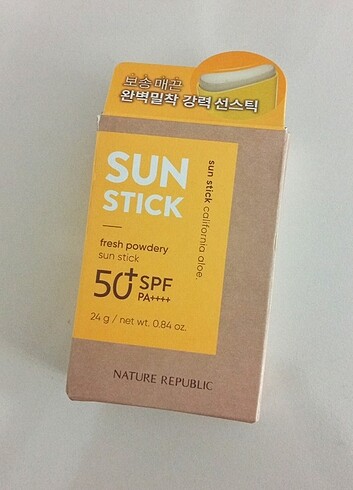 보송 매끈
완벽밀착 강력 선스틱
SUN
STICK
fresh powdery
sun stick
50+ SPF
PA++++
24 g / net wt. 0.84 oz.
sun stick california aloe.
NATURE REPUBLIC